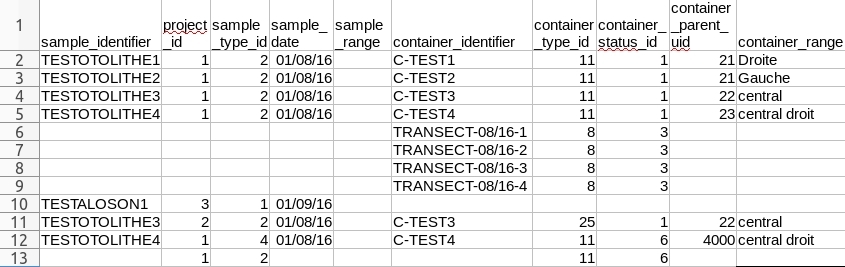 1 sample_identifier project_id sample_type_id sample_date sample_range container_identifier container_type_id container_status_id container_parent_uid container_range
2 TESTOTOLITHE1 1 2 01/08/16 C-TEST1 11 1 21 Droite
3 TESTOTOLITHE2 1 2 01/08/16 C-TEST2 11 1 21 Gauche
4 TESTOTOLITHE3 1 2 01/08/16 C-TEST3 11 1 22 central
5 TESTOTOLITHE4 1 2 01/08/16 C-TEST4 11 1 23 central droit
6 TRANSECT-08/16-1 8 3
7 TRANSECT-08/16-2 8 3
8 TRANSECT-08/16-3 8 3
9 TRANSECT-08/16-4 8 3
10 TESTALOSON1 3 1 01/09/16
11 TESTOTOLITHE3 2 2 01/08/16 C-TEST3 25 1 22 central
12 TESTOTOLITHE4 1 4 01/08/16 C-TEST4 11 6 4000 central droit
13 1 2 11 6